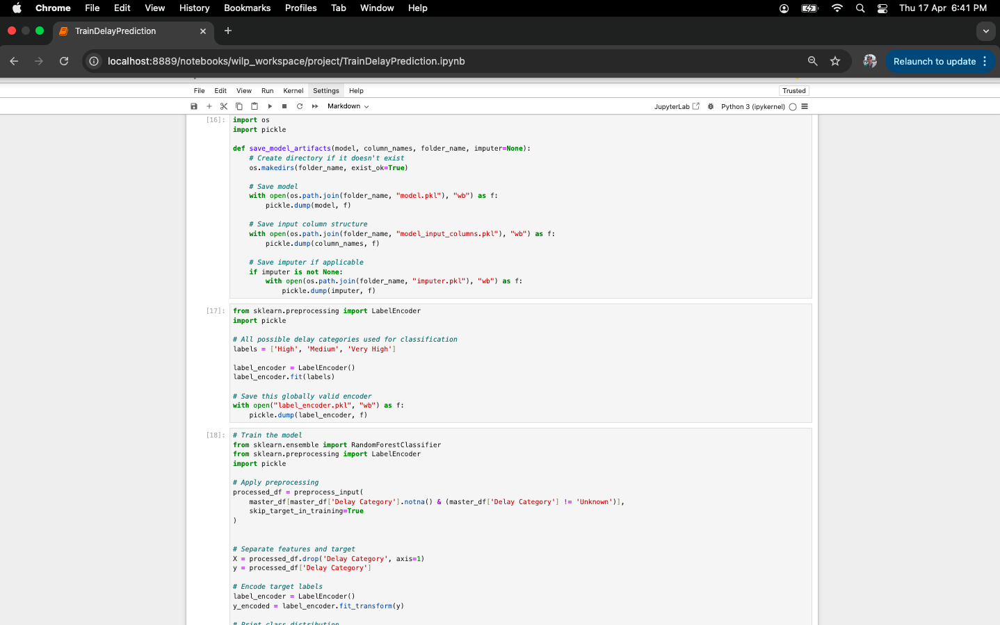 Chrome File Edit View History Bookmarks Profiles Tab Window Help Thu 17 Apr 6:41 PM
TrainDelayPrediction
localhost:8889/notebooks/wilp_workspace/project/TrainDelayPrediction.ipynb Relaunch to update
File Edit View Run Kernel Settings Help Trusted
Markdown JupyterLab Python 3 (ipykernel)
[16]: import os
import pickle
def save_model_artifacts(model, column_names, folder_name, imputer=None):
# Create directory if it doesn't exist
os.makedirs(folder_name, exist_ok=True)
# Save model
with open(os.path.join(folder_name, "model.pkl"), "wb") as f:
pickle.dump(model, f)
# Save input column structure
with open(os.path.join(folder_name, "model_input_columns.pkl"), "wb") as f:
pickle.dump(column_names, f)
# Save imputer if applicable
if imputer is not None:
with open(os.path.join(folder_name, "imputer.pkl"), "wb") as f:
pickle.dump(imputer, f)
[17]: from sklearn.preprocessing import LabelEncoder
import pickle
# All possible delay categories used for classification
labels = ['High', 'Medium', 'Very High']
label_encoder = LabelEncoder()
label_encoder.fit(labels)
# Save this globally valid encoder
with open("label_encoder.pkl", "wb") as f:
pickle.dump(label_encoder, f)
[18]: # Train the model
from sklearn.ensemble import RandomForestClassifier
from sklearn.preprocessing import LabelEncoder
import pickle
# Apply preprocessing
processed_df = preprocess_input(
master_df[master_df['Delay Category'].notna() & (master_df['Delay Category'] != 'Unknown')],
skip_target_in_training=True
)
# Separate features and target
X = processed_df.drop('Delay Category', axis=1)
y = processed_df['Delay Category']
# Encode target labels
label_encoder = LabelEncoder()
y_encoded = label_encoder.fit_transform(y)
# Print class distribution